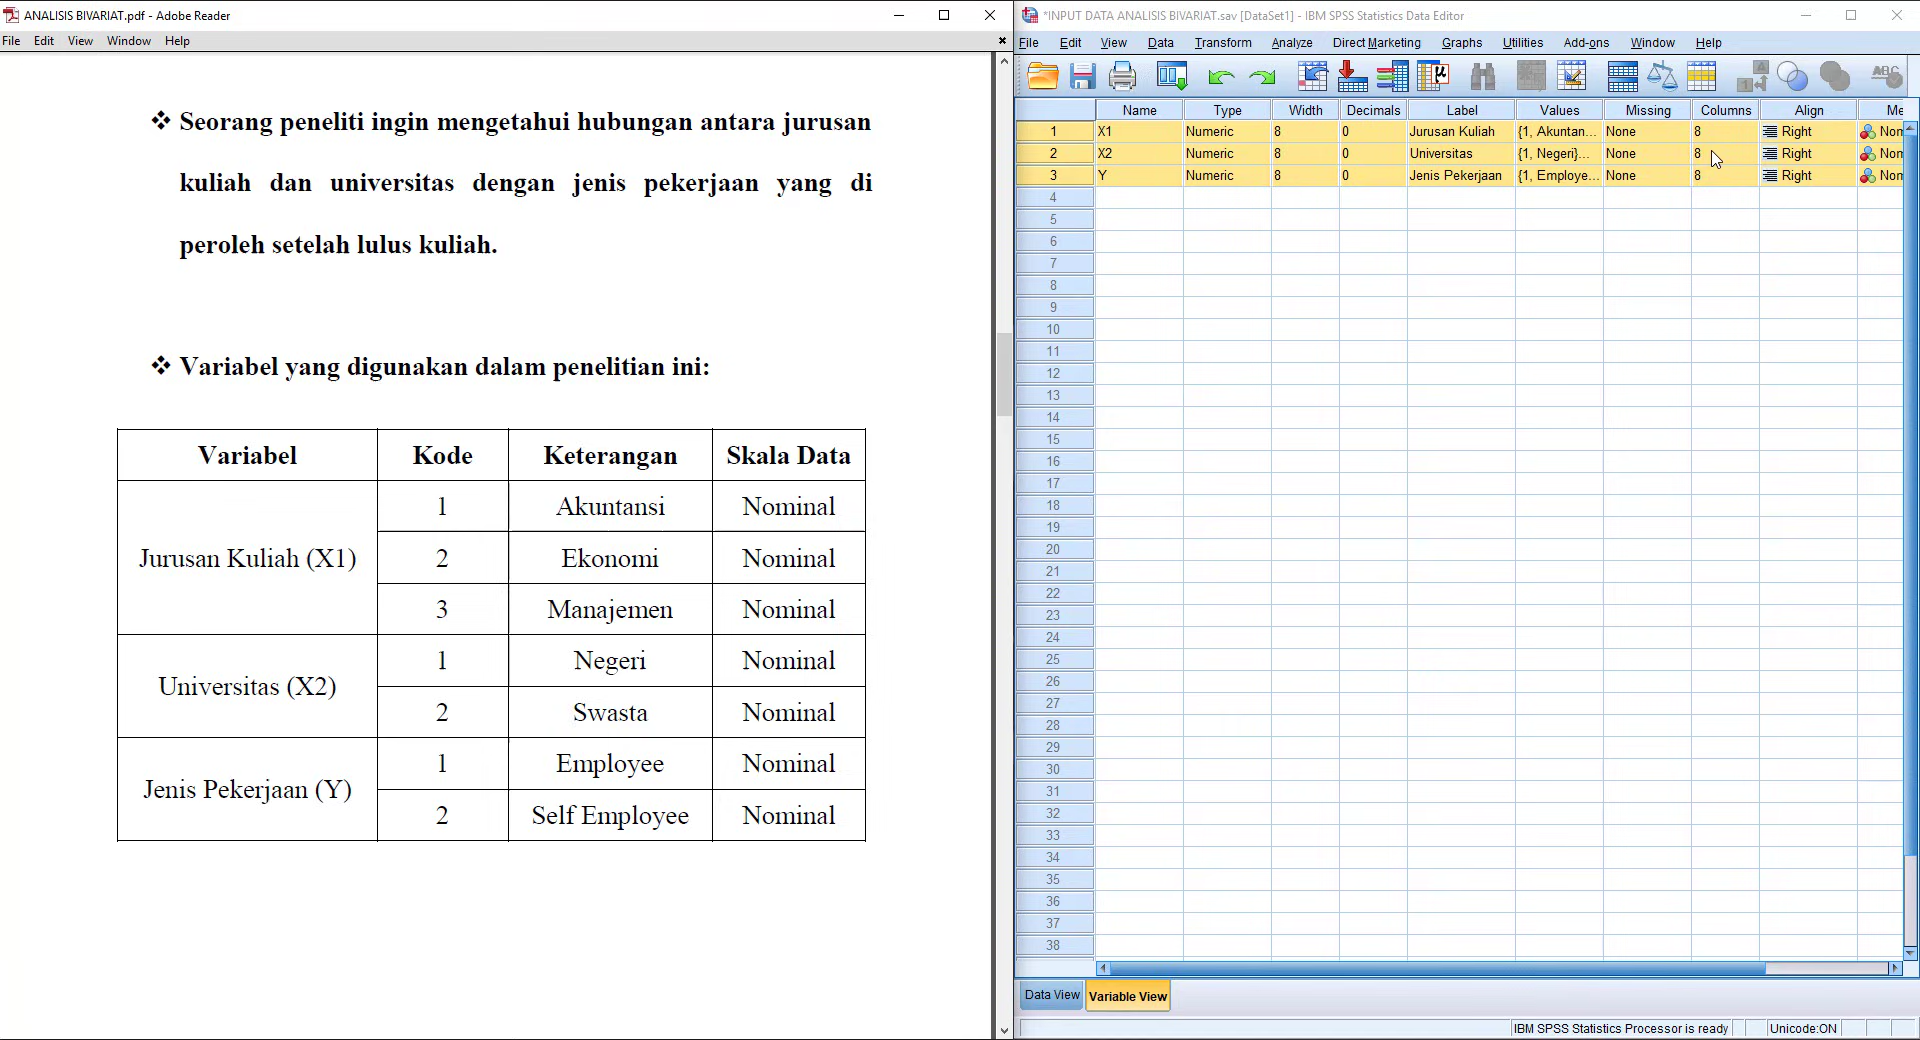 ANALISIS BIVARIAT.pdf - Adobe Reader
File Edit View Window Help
❖ Seorang peneliti ingin mengetahui hubungan antara jurusan
kuliah dan universitas dengan jenis pekerjaan yang di
peroleh setelah lulus kuliah.
❖ Variabel yang digunakan dalam penelitian ini:
Variabel Kode Keterangan Skala Data
Jurusan Kuliah (X1)
1 Akuntansi Nominal
2 Ekonomi Nominal
3 Manajemen Nominal
Universitas (X2)
1 Negeri Nominal
2 Swasta Nominal
Jenis Pekerjaan (Y)
1 Employee Nominal
2 Self Employee Nominal
*INPUT DATA ANALISIS BIVARIAT.sav [DataSet1] - IBM SPSS Statistics Data Editor
File Edit View Data Transform Analyze Direct Marketing Graphs Utilities Add-ons Window Help
Name Type Width Decimals Label Values Missing Columns Align Me
1 X1 Numeric 8 0 Jurusan Kuliah {1, Akuntan... None 8 Right Nom
2 X2 Numeric 8 0 Universitas {1, Negeri}... None 8 Right Nom
3 Y Numeric 8 0 Jenis Pekerjaan {1, Employe... None 8 Right Nom
4
5
6
7
8
9
10
11
12
13
14
15
16
17
18
19
20
21
22
23
24
25
26
27
28
29
30
31
32
33
34
35
36
37
38
Data View Variable View
IBM SPSS Statistics Processor is ready Unicode:ON